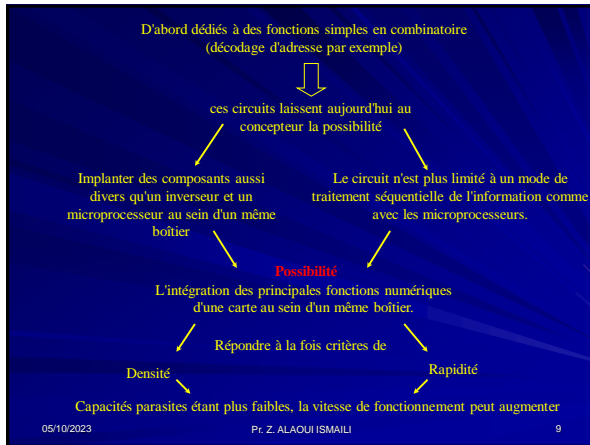 D'abord dédiés à des fonctions simples en combinatoire
(décodage d'adresse par exemple)
ces circuits laissent aujourd'hui au
concepteur la possibilité
Implanter des composants aussi
divers qu'un inverseur et un
microprocesseur au sein d'un même
boîtier
Le circuit n'est plus limité à un mode de
traitement séquentielle de l'information comme
avec les microprocesseurs.
Possibilité
L'intégration des principales fonctions numériques
d'une carte au sein d'un même boîtier.
Répondre à la fois critères de
Densité
Rapidité
Capacités parasites étant plus faibles, la vitesse de fonctionnement peut augmenter
05/10/2023
Pr. Z. ALAOUI ISMAILI
9